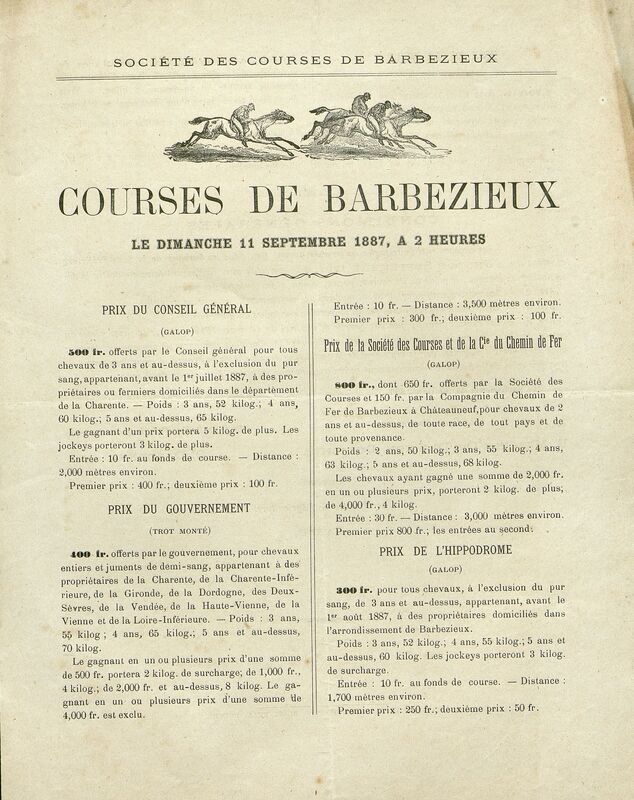 SOCIÉTÉ DES COURSES DE BARBEZIEUX
COURSES DE BARBEZIEUX
LE DIMANCHE 11 SEPTEMBRE 1887, A 2 HEURES
PRIX DU CONSEIL GÉNÉRAL
(GALOP)
500 fr. offerts par le Conseil général pour tous
chevaux de 3 ans et au-dessus, à l'exclusion du pur
sang, appartenant, avant le 1er juillet 1887, à des pro-
priétaires ou fermiers domiciliés dans le département
de la Charente. — Poids : 3 ans, 52 kilog.; 4 ans,
60 kilog.; 5 ans et au-dessus, 65 kilog.
Le gagnant d'un prix portera 5 kilog. de plus. Les
jockeys porteront 3 kilog. de plus.
Entrée : 10 fr. au fonds de course. — Distance :
2,000 mètres environ.
Premier prix : 400 fr.; deuxième prix : 100 fr.
PRIX DU GOUVERNEMENT
(TROT MONTÉ)
400 fr. offerts par le gouvernement, pour chevaux
entiers et juments de demi-sang, appartenant à des
propriétaires de la Charente, de la Charente-Infé-
rieure, de la Gironde, de la Dordogne, des Deux-
Sèvres, de la Vendée, de la Haute-Vienne, de la
Vienne et de la Loire-Inférieure. — Poids : 3 ans,
55 kilog ; 4 ans, 65 kilog.; 5 ans et au-dessus,
70 kilog.
Le gagnant en un ou plusieurs prix d'une somme
de 500 fr. portera 2 kilog. de surcharge; de 1,000 fr.,
4 kilog.; de 2,000 fr. et au-dessus, 8 kilog. Le ga-
gnant en un ou plusieurs prix d'une somme de
4,000 fr. est exclu.
Entrée : 10 fr. — Distance : 3,500 mètres environ.
Premier prix : 300 fr.; deuxième prix : 100 fr.
Prix de la Société des Courses et de la Cie du Chemin de Fer
(GALOP)
800 fr., dont 650 fr. offerts par la Société des
Courses et 150 fr. par la Compagnie du Chemin de
Fer de Barbezieux à Châteauneuf, pour chevaux de 2
ans et au-dessus, de toute race, de tout pays et de
toute provenance.
Poids : 2 ans, 50 kilog.; 3 ans, 55 kilog.; 4 ans,
63 kilog.; 5 ans et au-dessus, 68 kilog.
Les chevaux ayant gagné une somme de 2,000 fr.
en un ou plusieurs prix, porteront 2 kilog. de plus;
de 4,000 fr., 4 kilog.
Entrée : 30 fr. — Distance : 3,000 mètres environ.
Premier prix 800 fr.; les entrées au second.
PRIX DE L'HIPPODROME
(GALOP)
300 fr. pour tous chevaux, à l'exclusion du pur
sang, de 3 ans et au-dessus, appartenant, avant le
1er août 1887, à des propriétaires domiciliés dans
l'arrondissement de Barbezieux.
Poids : 3 ans, 52 kilog.; 4 ans, 55 kilog.; 5 ans et
au-dessus, 60 kilog. Les jockeys porteront 3 kilog.
de surcharge.
Entrée : 10 fr. au fonds de course. — Distance :
1,700 mètres environ.
Premier prix : 250 fr.; deuxième prix : 50 fr.